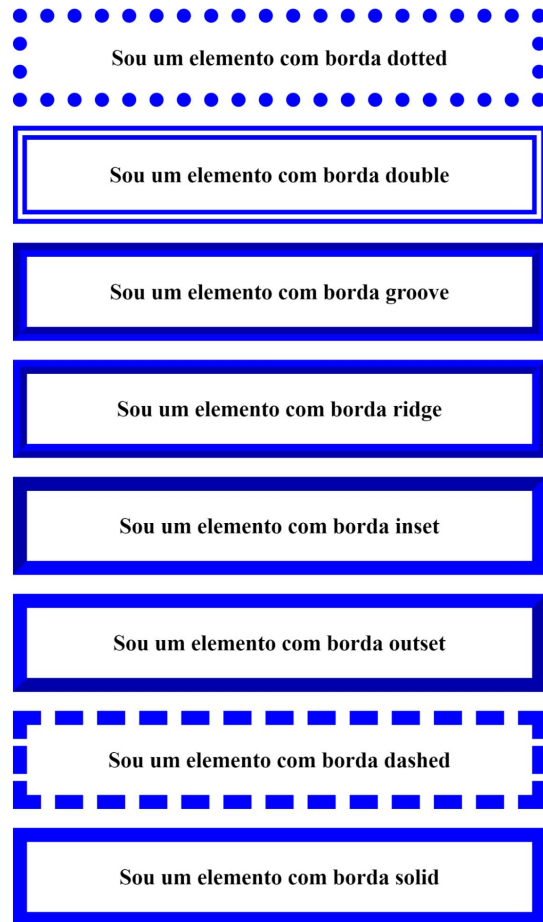 Sou um elemento com borda dotted
Sou um elemento com borda double
Sou um elemento com borda groove
Sou um elemento com borda ridge
Sou um elemento com borda inset
Sou um elemento com borda outset
Sou um elemento com borda dashed
Sou um elemento com borda solid